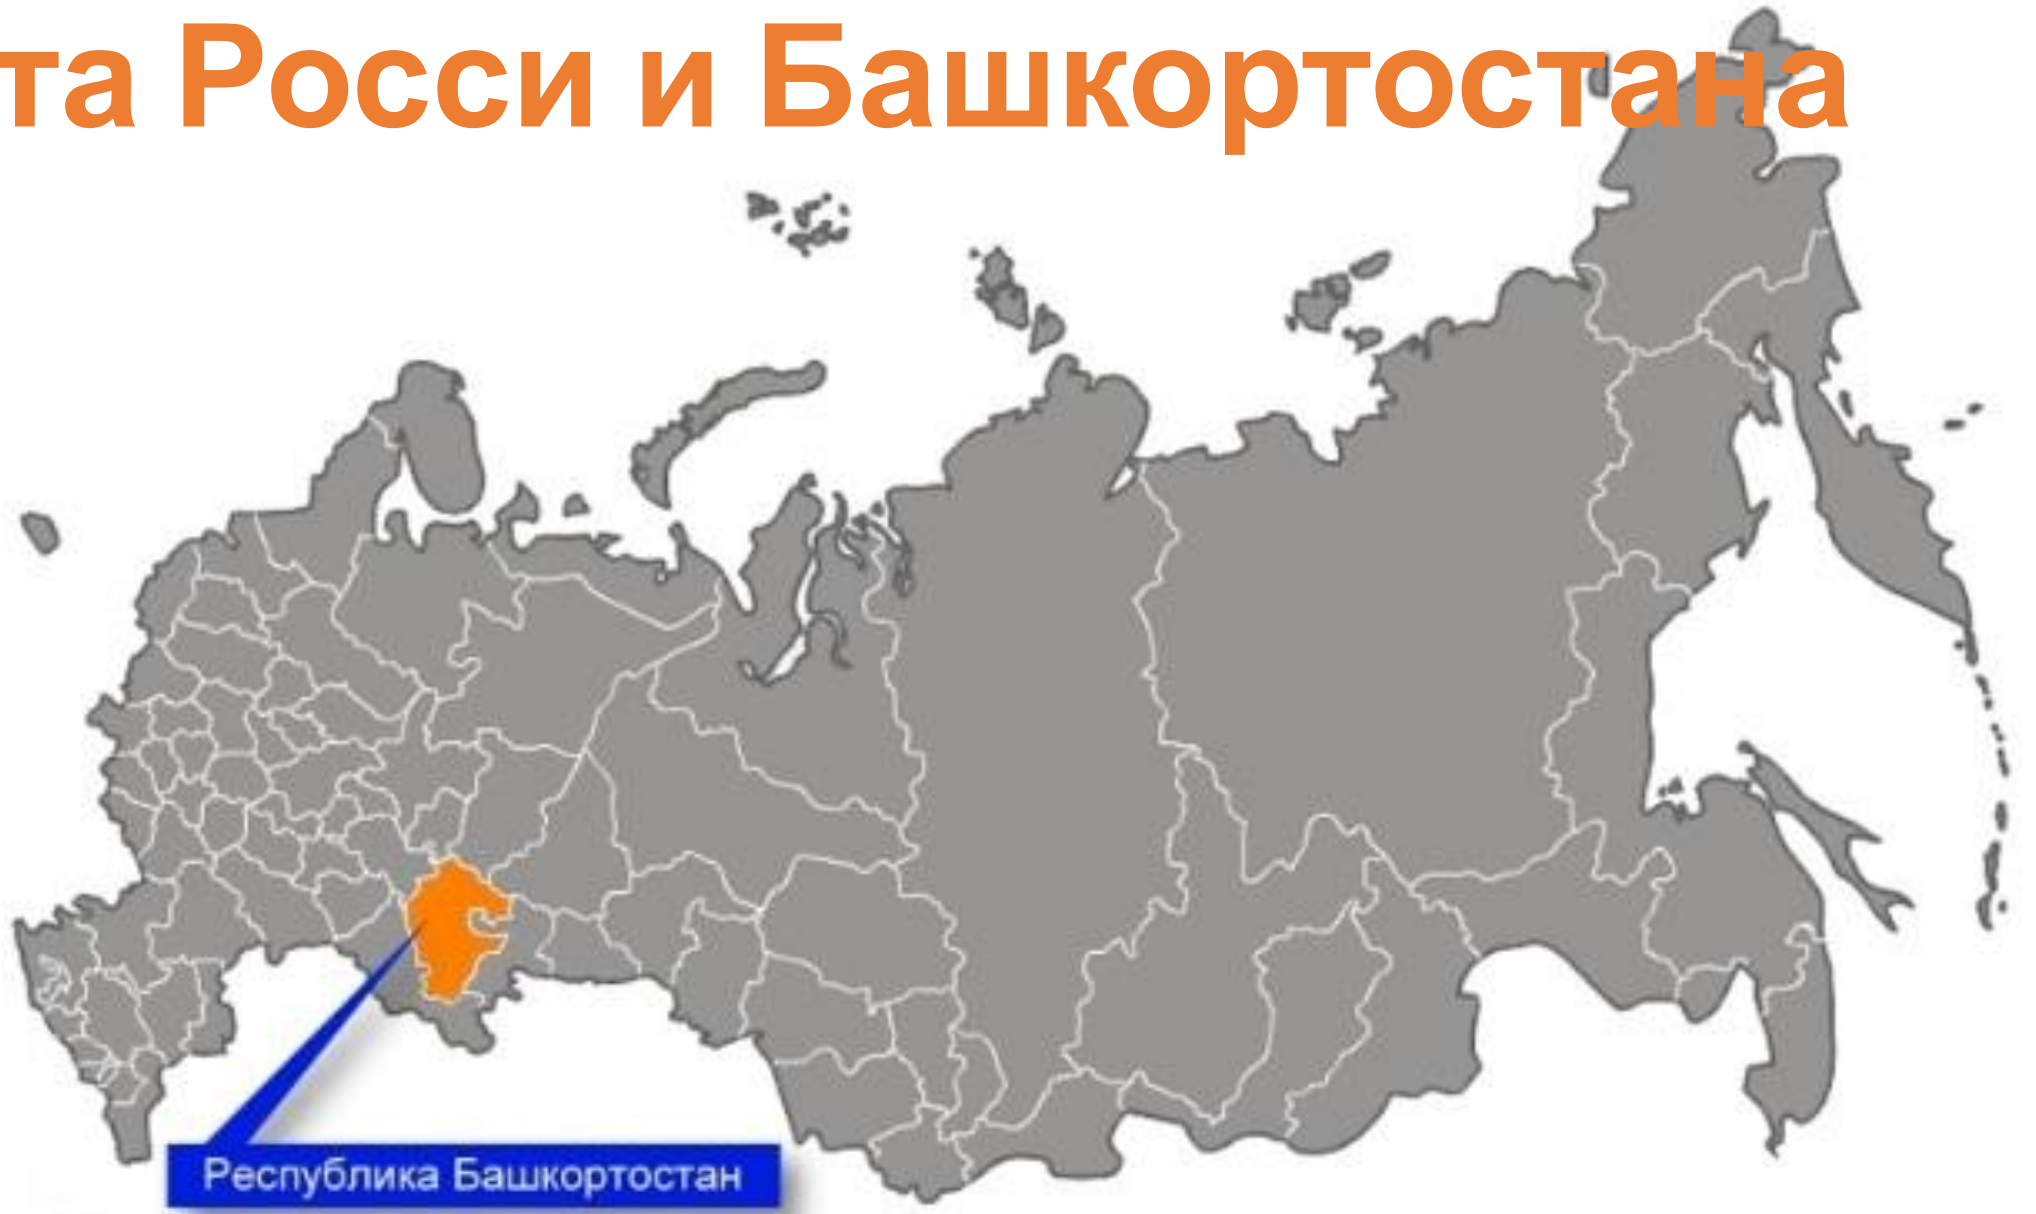 та Росси и Башкортостана
Республика Башкортостан